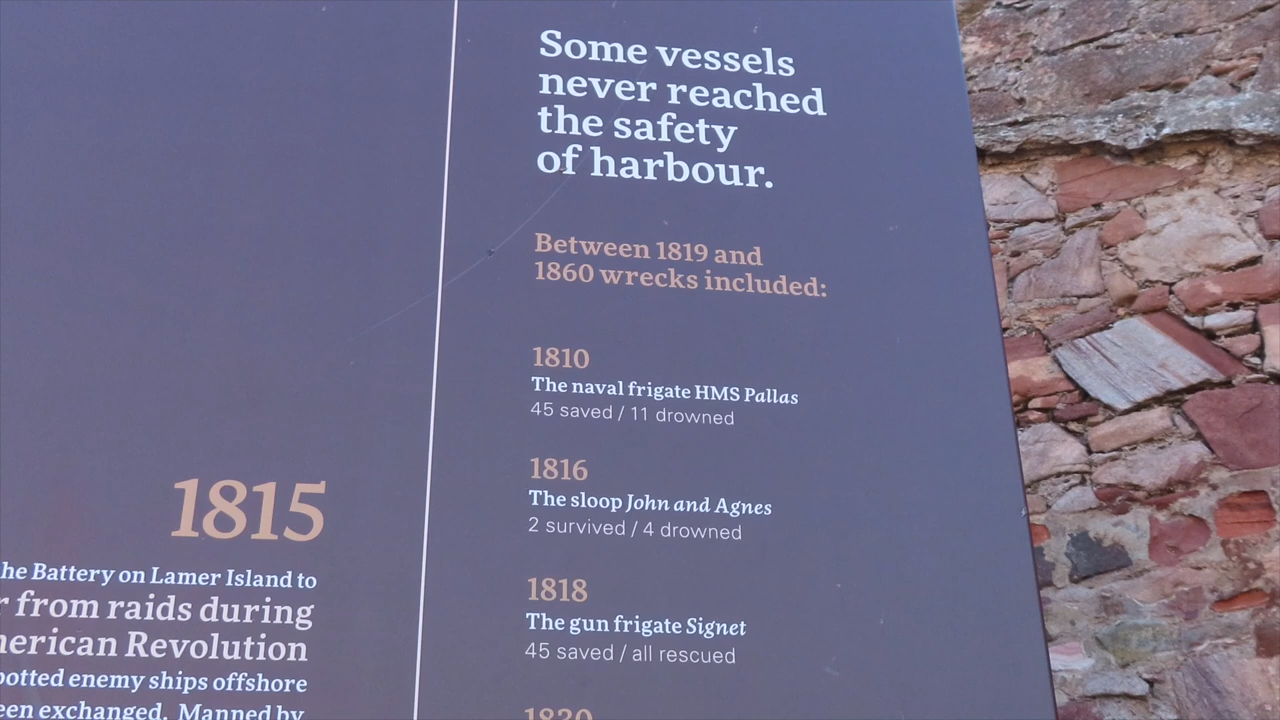 1815
he Battery on Lamer Island to
from raids during
merican Revolution
potted enemy ships offshore
een exchanged. Manned by
Some vessels
never reached
the safety
of harbour.
Between 1819 and
1860 wrecks included:
1810
The naval frigate HMS Pallas
45 saved / 11 drowned
1816
The sloop John and Agnes
2 survived / 4 drowned
1818
The gun frigate Signet
45 saved / all rescued